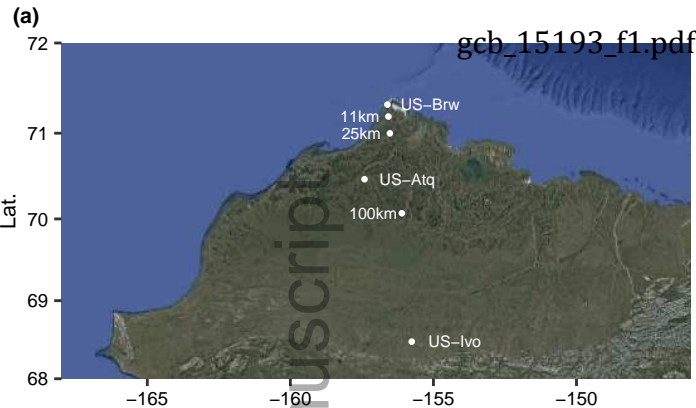 (a)
gcb_15193_f1.pdf
72
71
70
69
68
Lat.
US−Brw
11km
25km
US−Atq
100km
US−Ivo
uscript
−165
−160
−155
−150